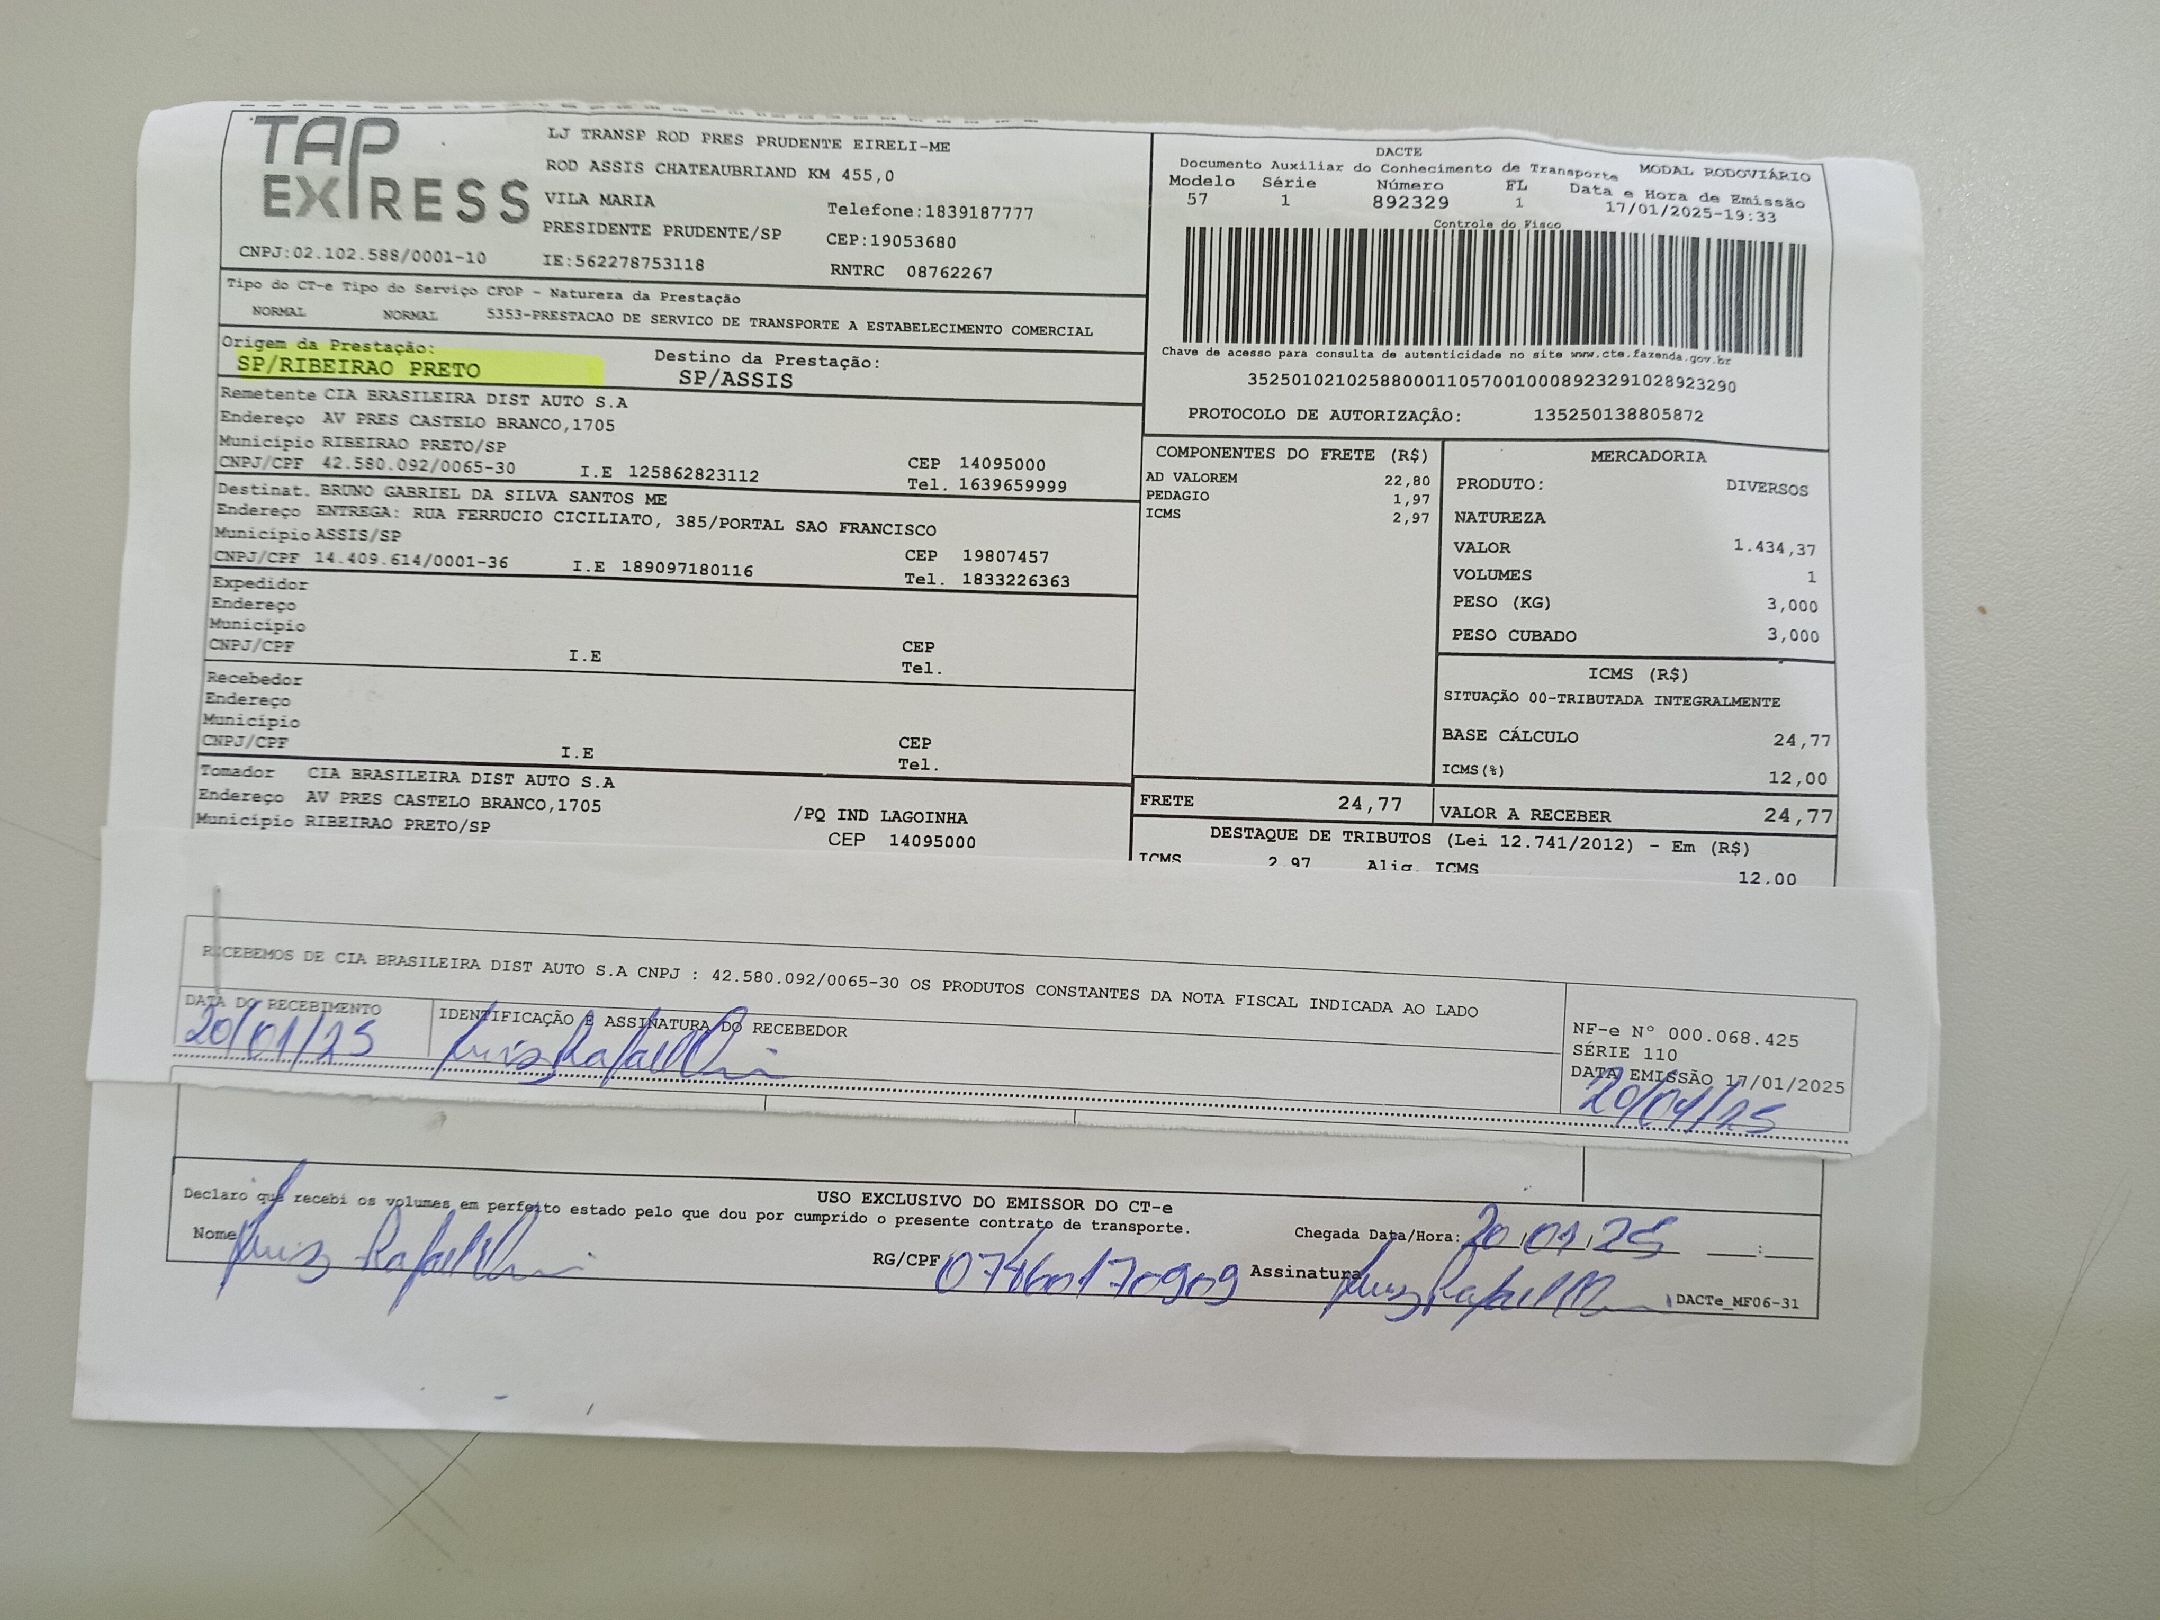 TAP EXPRESS
LJ TRANSP ROD PRES PRUDENTE EIRELI-ME
ROD ASSIS CHATEAUBRIAND KM 455,0
VILA MARIA
Telefone:1839187777
PRESIDENTE PRUDENTE/SP
CEP:19053680
CNPJ:02.102.588/0001-10 IE:562278753118 RNTRC 08762267
DACTE
Documento Auxiliar do Conhecimento de Transporte MODAL RODOVIÁRIO
Modelo Série Número FL Data e Hora de Emissão
57 1 892329 1 17/01/2025-19:33
Controle do Fisco
Chave de acesso para consulta de autenticidade no site www.cte.fazenda.gov.br
35250102102588000110570010008923291028923290
PROTOCOLO DE AUTORIZAÇÃO: 135250138805872
Tipo do CT-e Tipo do Serviço CFOP - Natureza da Prestação
NORMAL NORMAL 5353-PRESTACAO DE SERVICO DE TRANSPORTE A ESTABELECIMENTO COMERCIAL
Origem da Prestação: Destino da Prestação:
SP/RIBEIRAO PRETO SP/ASSIS
Remetente CIA BRASILEIRA DIST AUTO S.A
Endereço AV PRES CASTELO BRANCO,1705
Município RIBEIRAO PRETO/SP CEP 14095000
CNPJ/CPF 42.580.092/0065-30 I.E 125862823112 Tel. 1639659999
Destinat. BRUNO GABRIEL DA SILVA SANTOS ME
Endereço ENTREGA: RUA FERRUCIO CICILIATO, 385/PORTAL SAO FRANCISCO
Município ASSIS/SP CEP 19807457
CNPJ/CPF 14.409.614/0001-36 I.E 189097180116 Tel. 1833226363
Expedidor
Endereço
Município CEP
CNPJ/CPF I.E Tel.
Recebedor
Endereço
Município CEP
CNPJ/CPF I.E Tel.
Tomador CIA BRASILEIRA DIST AUTO S.A
Endereço AV PRES CASTELO BRANCO,1705 /PQ IND LAGOINHA
Município RIBEIRAO PRETO/SP CEP 14095000
COMPONENTES DO FRETE (R$)
AD VALOREM 22,80
PEDAGIO 1,97
ICMS 2,97
MERCADORIA
PRODUTO: DIVERSOS
NATUREZA
VALOR 1.434,37
VOLUMES 1
PESO (KG) 3,000
PESO CUBADO 3,000
ICMS (R$)
SITUAÇÃO 00-TRIBUTADA INTEGRALMENTE
BASE CÁLCULO 24,77
ICMS(%) 12,00
FRETE 24,77 VALOR A RECEBER 24,77
DESTAQUE DE TRIBUTOS (Lei 12.741/2012) - Em (R$)
ICMS 2,97 Aliq. ICMS 12,00
RECEBEMOS DE CIA BRASILEIRA DIST AUTO S.A CNPJ : 42.580.092/0065-30 OS PRODUTOS CONSTANTES DA NOTA FISCAL INDICADA AO LADO
DATA DO RECEBIMENTO IDENTIFICAÇÃO E ASSINATURA DO RECEBEDOR
20/01/25 Luis Rafael
NF-e N° 000.068.425
SÉRIE 110
DATA EMISSÃO 17/01/2025
20/01/25
USO EXCLUSIVO DO EMISSOR DO CT-e
Declaro que recebi os volumes em perfeito estado pelo que dou por cumprido o presente contrato de transporte.
Chegada Data/Hora: 20/01/25 :
Nome Luis Rafael RG/CPF 07460170909 Assinatura Luis Rafael
DACTe_MF06-31